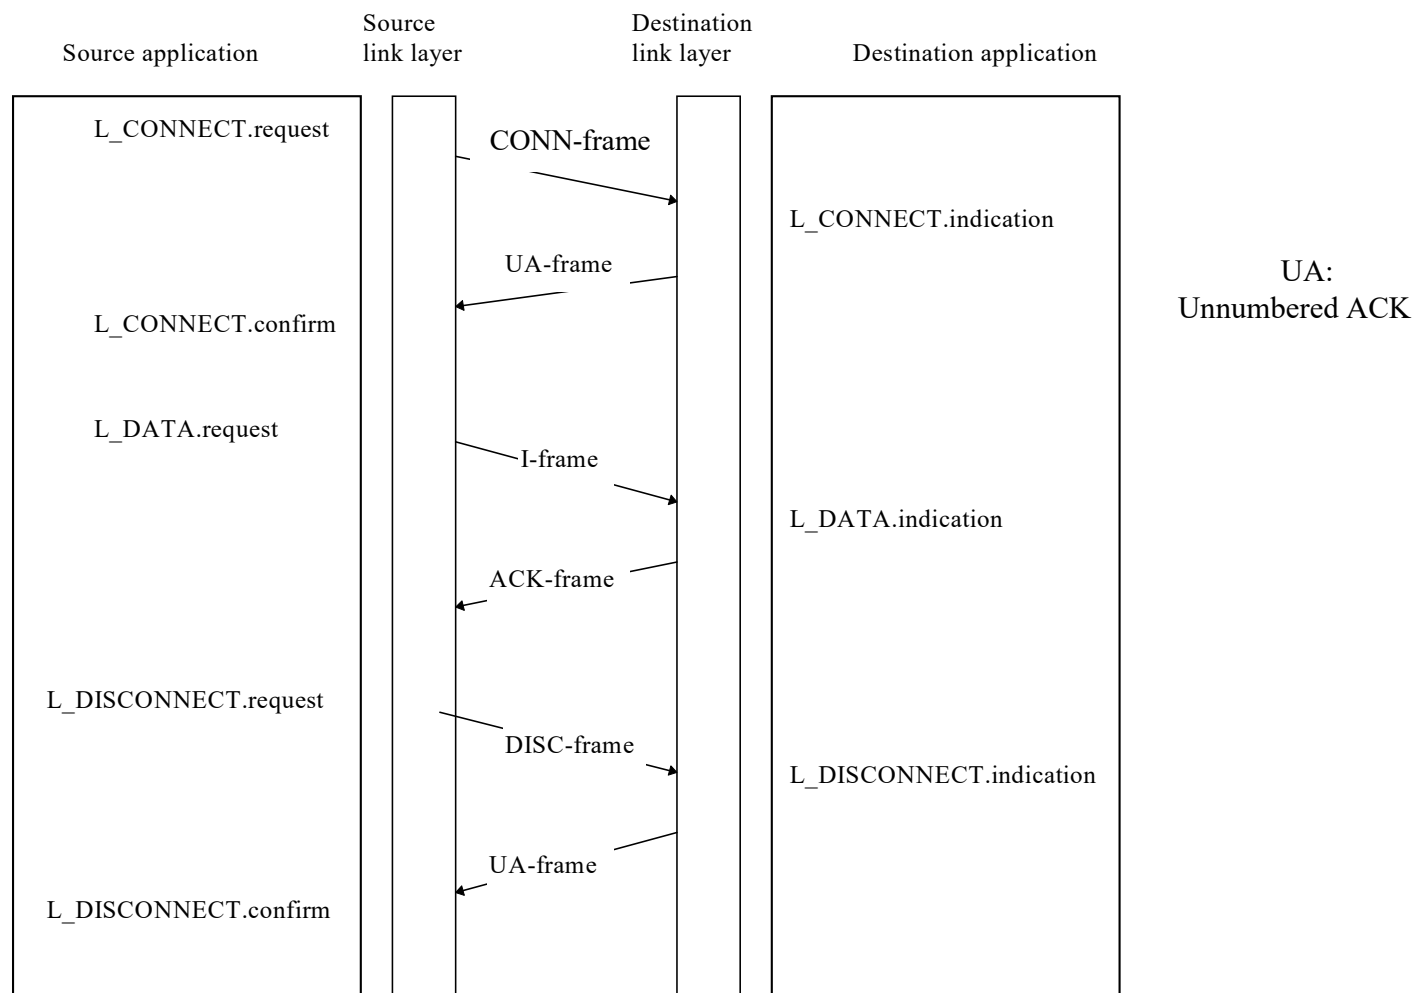 Source
link layer
Destination
link layer
Source application
Destination application
L_CONNECT.request
CONN-frame
L_CONNECT.indication
UA-frame
UA:
Unnumbered ACK
L_CONNECT.confirm
L_DATA.request
I-frame
L_DATA.indication
ACK-frame
L_DISCONNECT.request
DISC-frame
L_DISCONNECT.indication
UA-frame
L_DISCONNECT.confirm